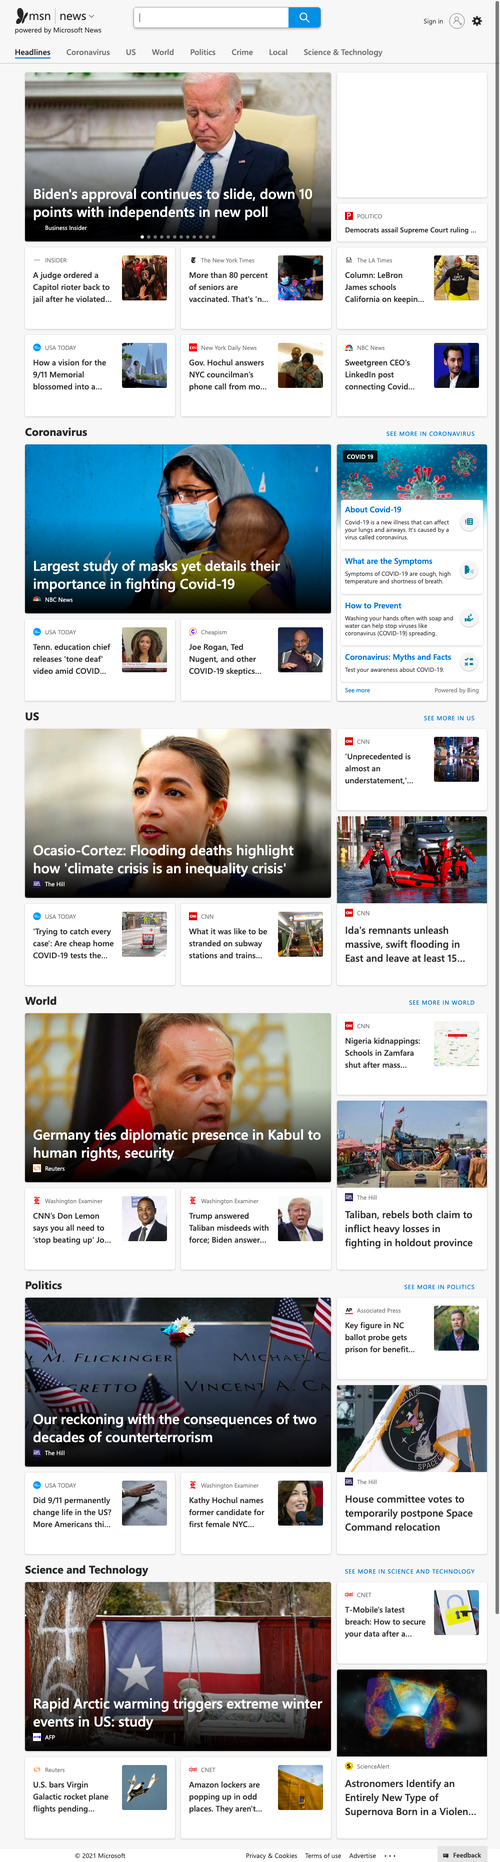 msn | news
powered by Microsoft News
Sign in
Headlines Coronavirus US World Politics Crime Local Science & Technology
Biden's approval continues to slide, down 10
points with independents in new poll
Business Insider
POLITICO
Democrats assail Supreme Court ruling ...
INSIDER
A judge ordered a
Capitol rioter back to
jail after he violated...
The New York Times
More than 80 percent
of seniors are
vaccinated. That's 'n...
The LA Times
Column: LeBron
James schools
California on keepin...
USA TODAY
How a vision for the
9/11 Memorial
blossomed into a...
New York Daily News
Gov. Hochul answers
NYC councilman's
phone call from mo...
NBC News
Sweetgreen CEO's
LinkedIn post
connecting Covid...
Coronavirus
SEE MORE IN CORONAVIRUS
Largest study of masks yet details their
importance in fighting Covid-19
NBC News
COVID 19
About Covid-19
Covid-19 is a new illness that can affect
your lungs and airways. It's caused by a
virus called coronavirus.
What are the Symptoms
Symptoms of COVID-19 are cough, high
temperature and shortness of breath.
How to Prevent
Washing your hands often with soap and
water can help stop viruses like
coronavirus (COVID-19) spreading.
Coronavirus: Myths and Facts
Test your awareness about COVID-19.
See more
Powered by Bing
USA TODAY
Tenn. education chief
releases 'tone deaf'
video amid COVID...
Cheapism
Joe Rogan, Ted
Nugent, and other
COVID-19 skeptics...
US
SEE MORE IN US
Ocasio-Cortez: Flooding deaths highlight
how 'climate crisis is an inequality crisis'
The Hill
CNN
'Unprecedented is
almost an
understatement,'...
CNN
Ida's remnants unleash
massive, swift flooding in
East and leave at least 15...
USA TODAY
'Trying to catch every
case': Are cheap home
COVID-19 tests the...
CNN
What it was like to be
stranded on subway
stations and trains...
World
SEE MORE IN WORLD
Germany ties diplomatic presence in Kabul to
human rights, security
Reuters
CNN
Nigeria kidnappings:
Schools in Zamfara
shut after mass...
The Hill
Taliban, rebels both claim to
inflict heavy losses in
fighting in holdout province
Washington Examiner
CNN's Don Lemon
says you all need to
'stop beating up' Jo...
Washington Examiner
Trump answered
Taliban misdeeds with
force; Biden answer...
Politics
SEE MORE IN POLITICS
M. FLICKINGER
MICHAEL C
GRETTO
VINCENT A. CA
Our reckoning with the consequences of two
decades of counterterrorism
The Hill
AP Associated Press
Key figure in NC
ballot probe gets
prison for benefit...
The Hill
House committee votes to
temporarily postpone Space
Command relocation
USA TODAY
Did 9/11 permanently
change life in the US?
More Americans thi...
Washington Examiner
Kathy Hochul names
former candidate for
first female NYC...
Science and Technology
SEE MORE IN SCIENCE AND TECHNOLOGY
Rapid Arctic warming triggers extreme winter
events in US: study
AFP
CNET
T-Mobile's latest
breach: How to secure
your data after a...
ScienceAlert
Astronomers Identify an
Entirely New Type of
Supernova Born in a Violen...
Reuters
U.S. bars Virgin
Galactic rocket plane
flights pending...
CNET
Amazon lockers are
popping up in odd
places. They aren't...
© 2021 Microsoft
Privacy & Cookies Terms of use Advertise ...
Feedback